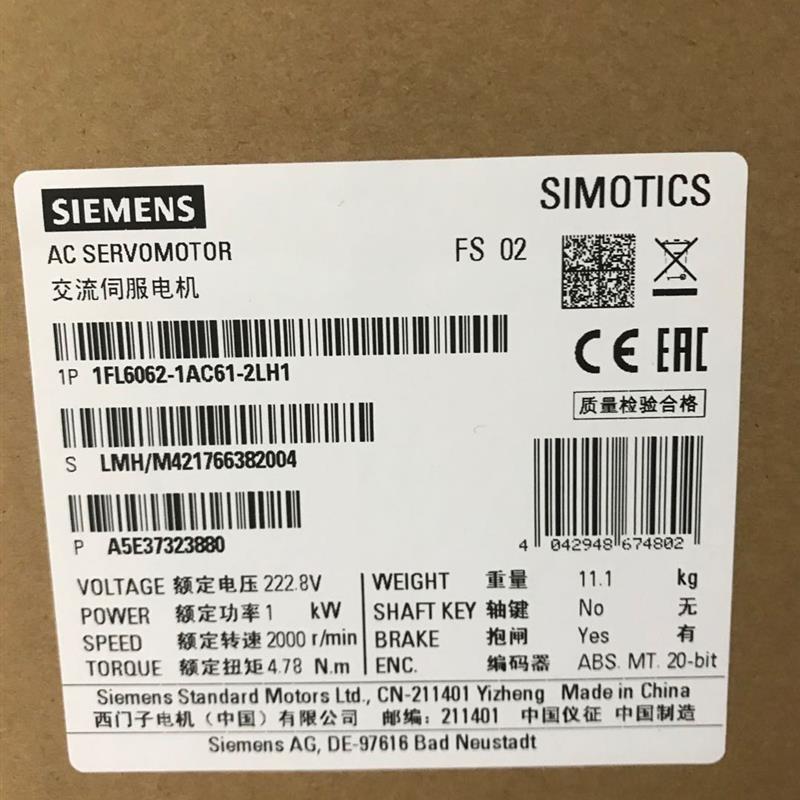 SIEMENS
SIMOTICS
AC SERVOMOTOR
FS 02
交流伺服电机
1P 1FL6062-1AC61-2LH1
CE EAC
质量检验合格
S LMH/M421766382004
P A5E37323880
4 042948 674802
VOLTAGE 额定电压 222.8V
POWER 额定功率 1 kW
SPEED 额定转速 2000 r/min
TORQUE 额定扭矩 4.78 N.m
WEIGHT 重量 11.1 kg
SHAFT KEY 轴键 No 无
BRAKE 抱闸 Yes 有
ENC. 编码器 ABS. MT. 20-bit
Siemens Standard Motors Ltd., CN-211401 Yizheng Made in China
西门子电机（中国）有限公司 邮编：211401 中国仪征 中国制造
Siemens AG, DE-97616 Bad Neustadt